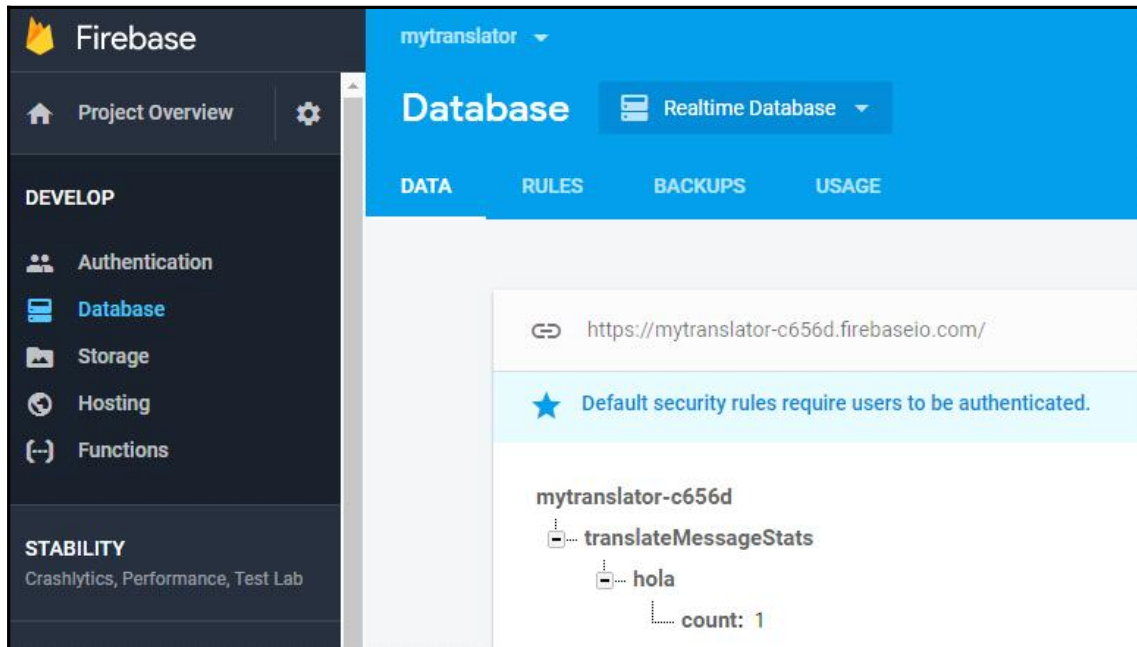 Firebase
Project Overview
DEVELOP
Authentication
Database
Storage
Hosting
Functions
STABILITY
Crashlytics, Performance, Test Lab
mytranslator
Database Realtime Database
DATA RULES BACKUPS USAGE
https://mytranslator-c656d.firebaseio.com/
Default security rules require users to be authenticated.
mytranslator-c656d
translateMessageStats
hola
count: 1